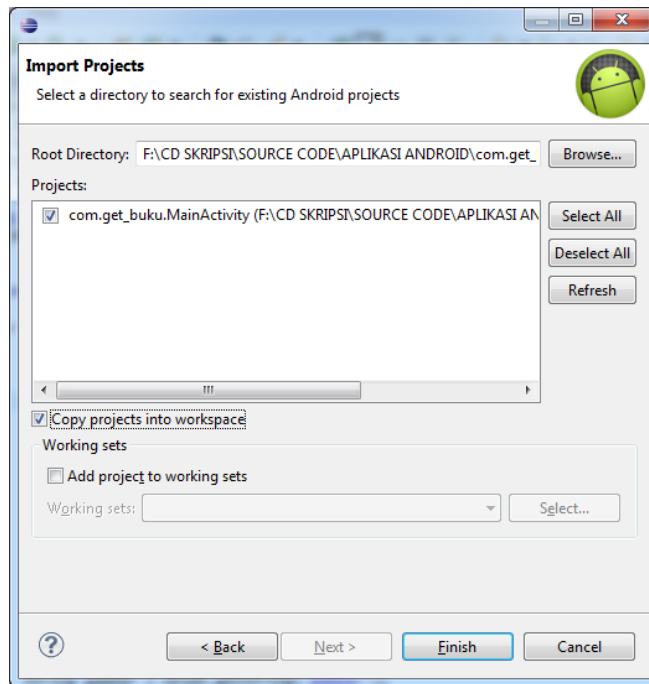 Import Projects
Select a directory to search for existing Android projects
Root Directory: F:\CD SKRIPSI\SOURCE CODE\APLIKASI ANDROID\com.get_ Browse...
Projects:
com.get_buku.MainActivity (F:\CD SKRIPSI\SOURCE CODE\APLIKASI AN Select All
Deselect All
Refresh
Copy projects into workspace
Working sets
Add project to working sets
Working sets: Select...
? < Back Next > Finish Cancel